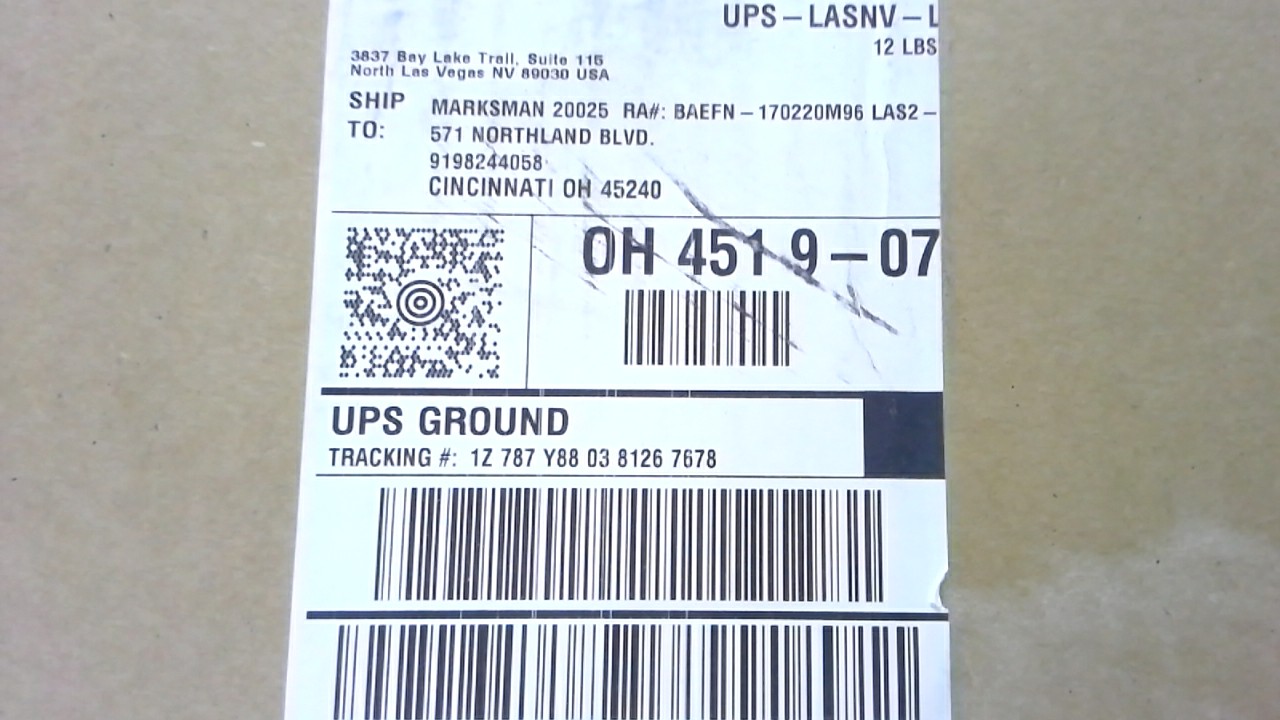 UPS-LASNV-L
12 LBS
3837 Bay Lake Trail, Suite 115
North Las Vegas NV 89030 USA
SHIP TO:
MARKSMAN 20025 RA#: BAEFN-170220M96 LAS2-
571 NORTHLAND BLVD.
9198244058
CINCINNATI OH 45240
OH 451 9-07
UPS GROUND
TRACKING #: 1Z 787 Y88 03 8126 7678